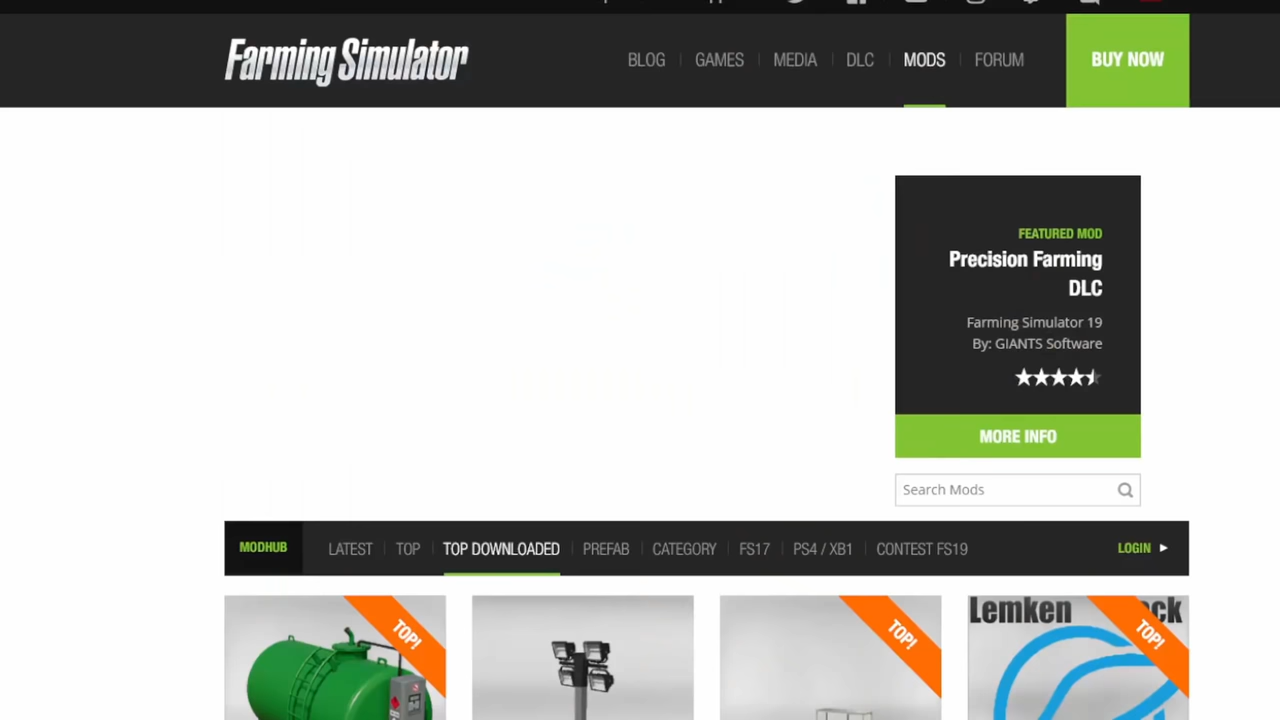 Farming Simulator
BLOG
GAMES
MEDIA
DLC
MODS
FORUM
BUY NOW
FEATURED MOD
Precision Farming
DLC
Farming Simulator 19
By: GIANTS Software
MORE INFO
Search Mods
MODHUB
LATEST
TOP
TOP DOWNLOADED
PREFAB
CATEGORY
FS17
PS4 / XB1
CONTEST FS19
LOGIN
TOP!
TOP!
Lemken
TOP!